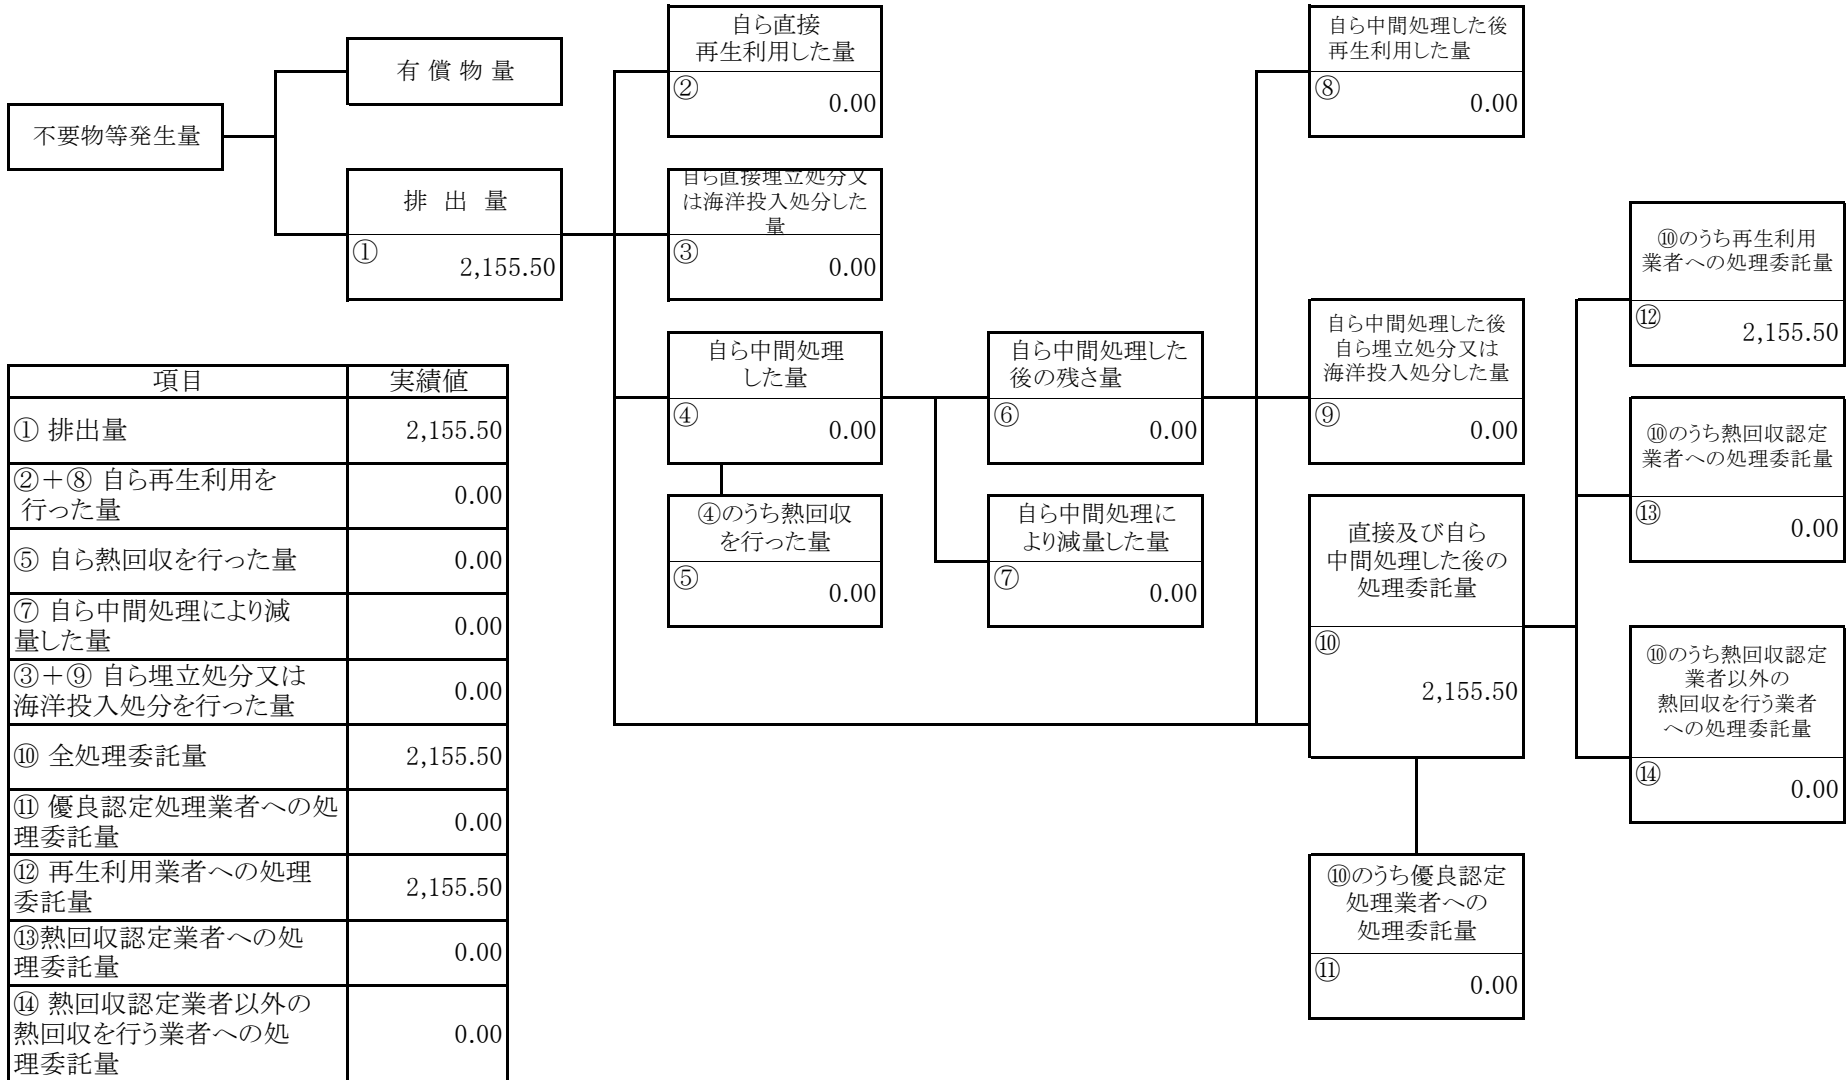 不要物等発生量
有償物量
排出量
①
2,155.50
自ら直接
再生利用した量
②
0.00
自ら直接埋立処分又
は海洋投入処分した
量
③
0.00
自ら中間処理
した量
④
0.00
④のうち熱回収
を行った量
⑤
0.00
自ら中間処理した
後の残さ量
⑥
0.00
自ら中間処理に
より減量した量
⑦
0.00
自ら中間処理した後
再生利用した量
⑧
0.00
自ら中間処理した後
自ら埋立処分又は
海洋投入処分した量
⑨
0.00
直接及び自ら
中間処理した後の
処理委託量
⑩
2,155.50
⑩のうち優良認定
処理業者への
処理委託量
⑪
0.00
⑩のうち再生利用
業者への処理委託量
⑫
2,155.50
⑩のうち熱回収認定
業者への処理委託量
⑬
0.00
⑩のうち熱回収認定
業者以外の
熱回収を行う業者
への処理委託量
⑭
0.00
項目 実績値
① 排出量 2,155.50
②+⑧ 自ら再生利用を
行った量 0.00
⑤ 自ら熱回収を行った量 0.00
⑦ 自ら中間処理により減
量した量 0.00
③+⑨ 自ら埋立処分又は
海洋投入処分を行った量 0.00
⑩ 全処理委託量 2,155.50
⑪ 優良認定処理業者への処
理委託量 0.00
⑫ 再生利用業者への処理
委託量 2,155.50
⑬熱回収認定業者への処
理委託量 0.00
⑭ 熱回収認定業者以外の
熱回収を行う業者への処
理委託量 0.00